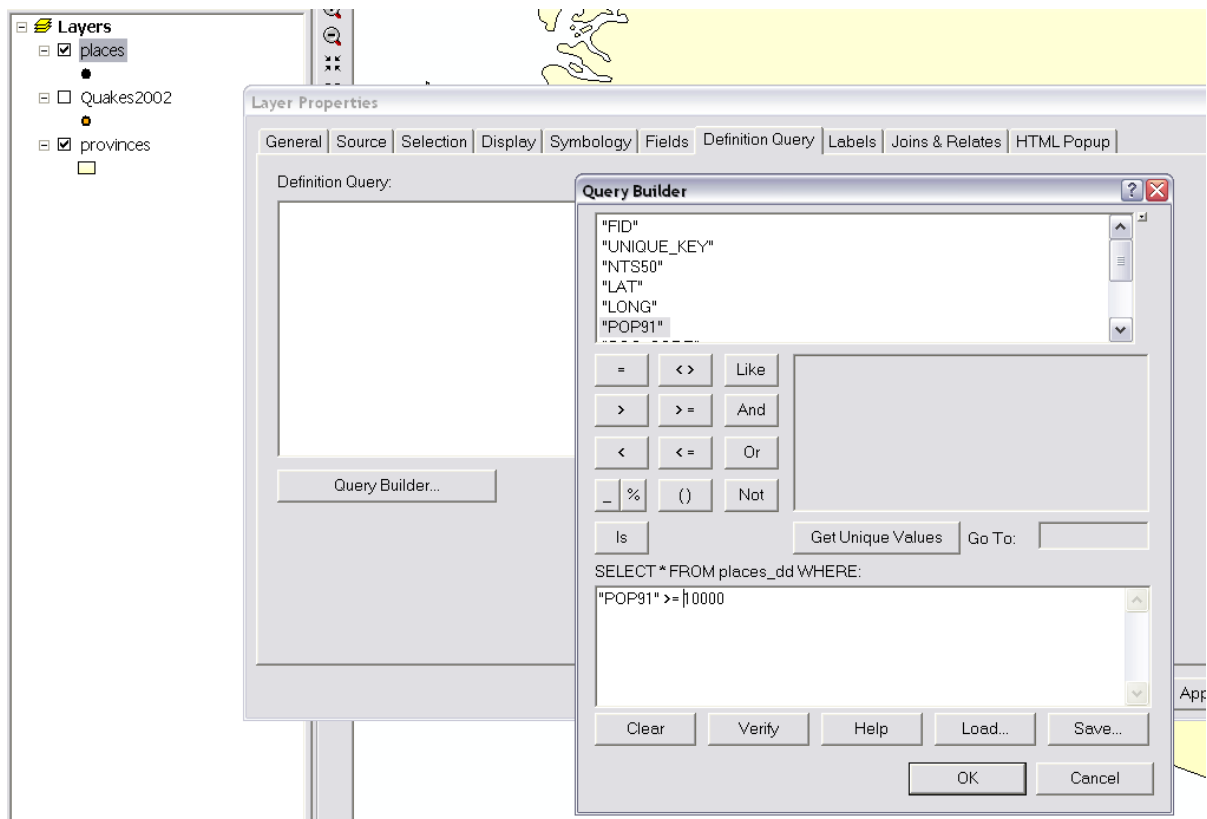 Layers
places
Quakes2002
provinces
Layer Properties
General Source Selection Display Symbology Fields Definition Query Labels Joins & Relates HTML Popup
Definition Query:
Query Builder...
Query Builder
"FID"
"UNIQUE_KEY"
"NTS50"
"LAT"
"LONG"
"POP91"
= <> Like
> >= And
< <= Or
_ % () Not
Is
Get Unique Values Go To:
SELECT * FROM places_dd WHERE:
"POP91" >= 10000
Clear Verify Help Load... Save...
OK Cancel
App